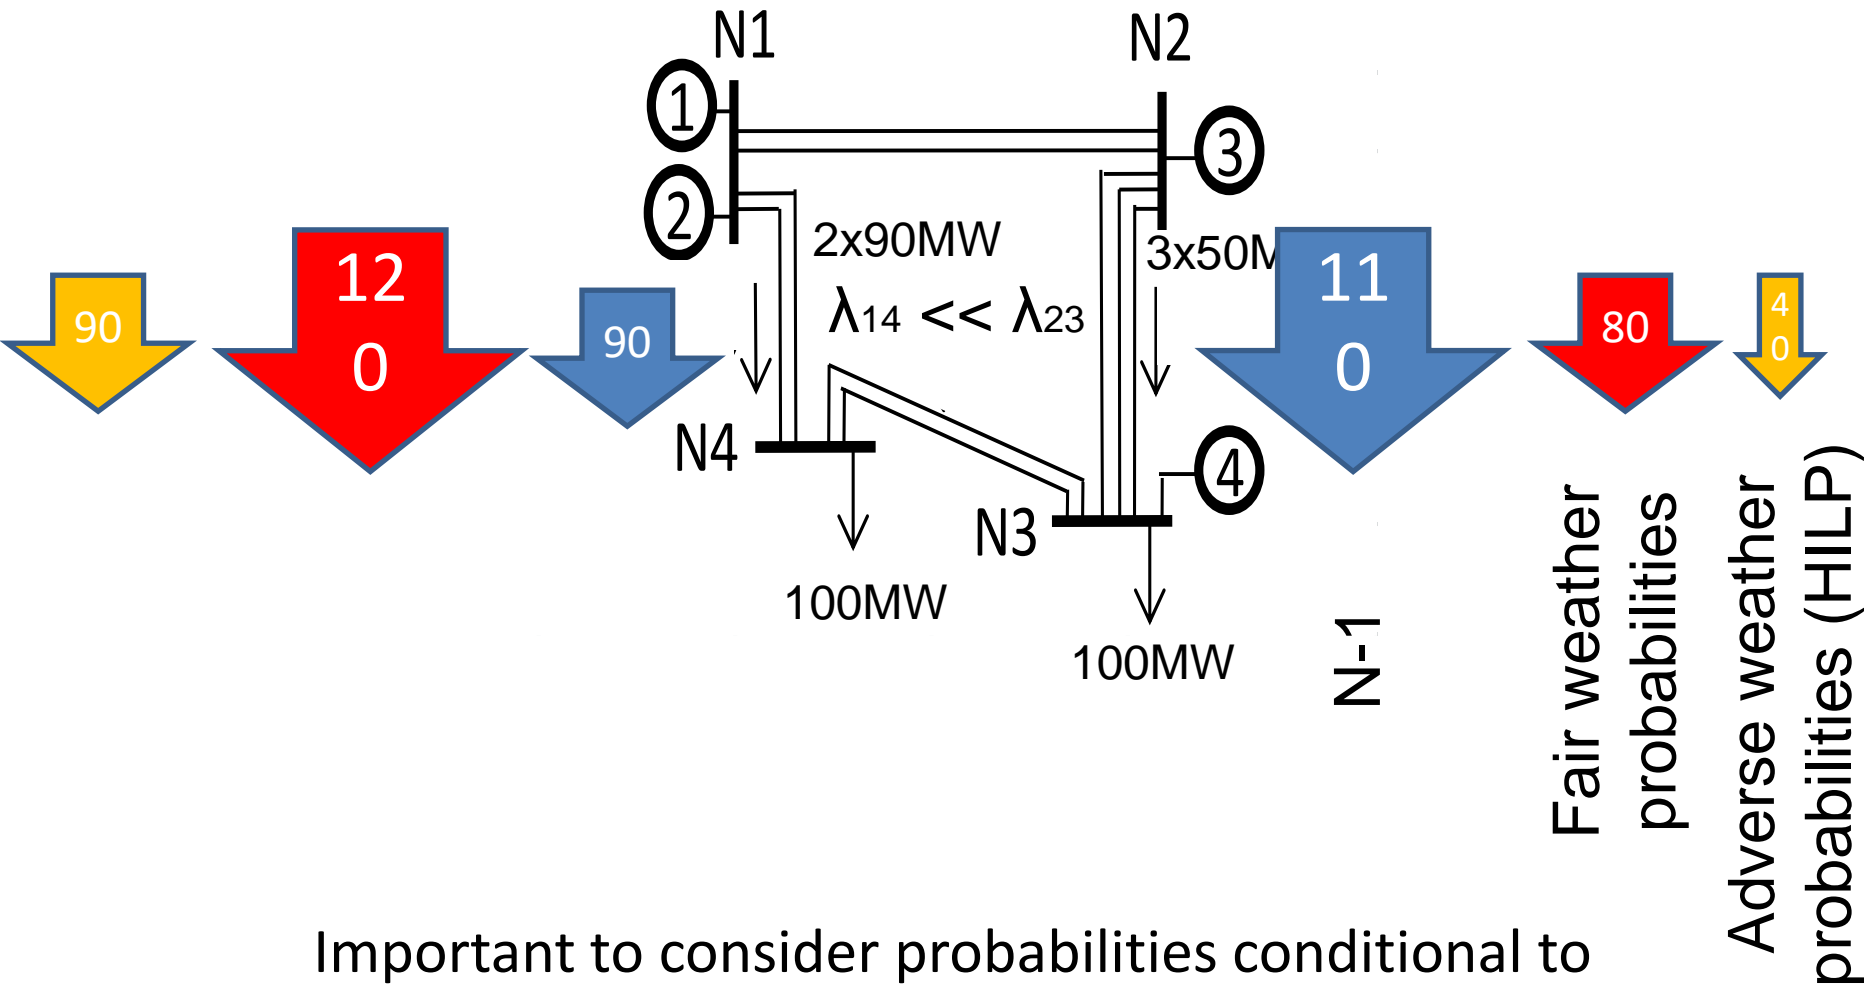 N1
N2
1
3
2
2x90MW
3x50M
λ14 << λ23
90
12
0
90
11
0
80
4
0
N4
4
N3
100MW
100MW
N-1
Fair weather
probabilities
Adverse weather
probabilities (HILP)
Important to consider probabilities conditional to